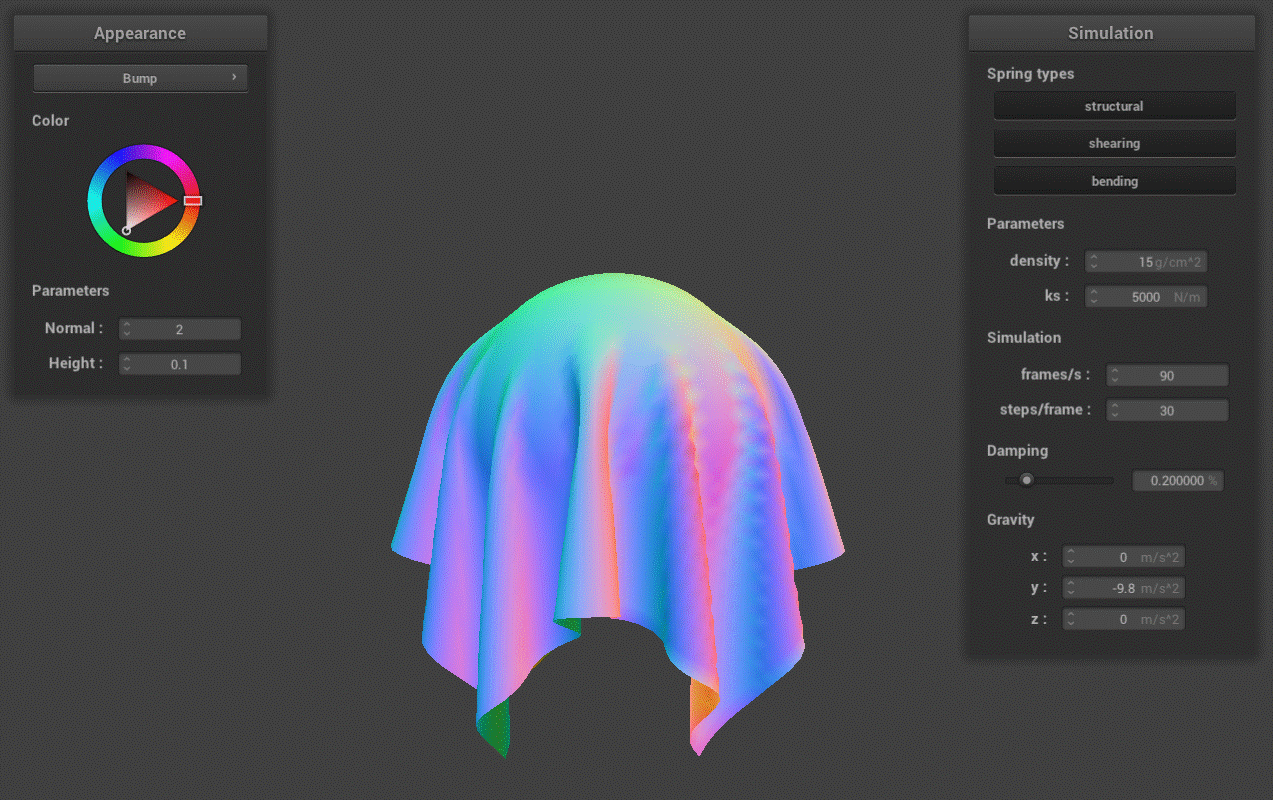 Appearance
Bump
Color
Parameters
Normal : 2
Height : 0.1
Simulation
Spring types
structural
shearing
bending
Parameters
density : 15 g/cm^2
ks : 5000 N/m
Simulation
frames/s : 90
steps/frame : 30
Damping
0.200000 %
Gravity
x : 0 m/s^2
y : -9.8 m/s^2
z : 0 m/s^2